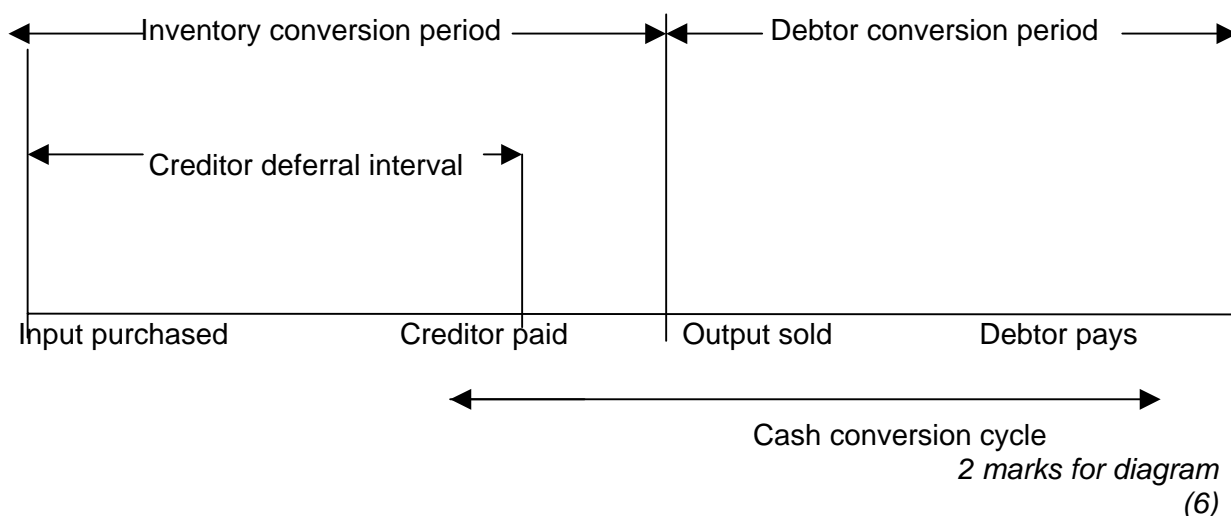 Inventory conversion period
Debtor conversion period
Creditor deferral interval
Input purchased
Creditor paid
Output sold
Debtor pays
Cash conversion cycle
2 marks for diagram
(6)